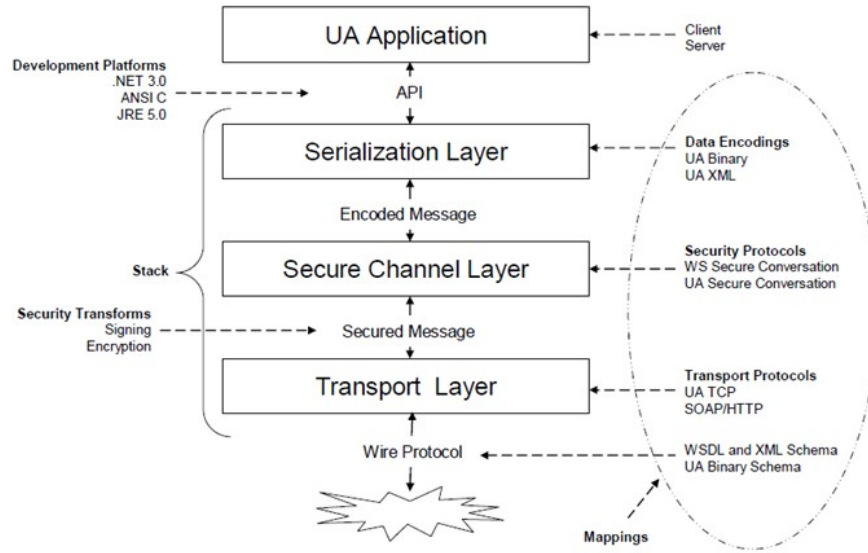 UA Application
Client
Server
Development Platforms
.NET 3.0
ANSI C
JRE 5.0
API
Serialization Layer
Data Encodings
UA Binary
UA XML
Encoded Message
Stack
Secure Channel Layer
Security Protocols
WS Secure Conversation
UA Secure Conversation
Security Transforms
Signing
Encryption
Secured Message
Transport Layer
Transport Protocols
UA TCP
SOAP/HTTP
Wire Protocol
WSDL and XML Schema
UA Binary Schema
Mappings